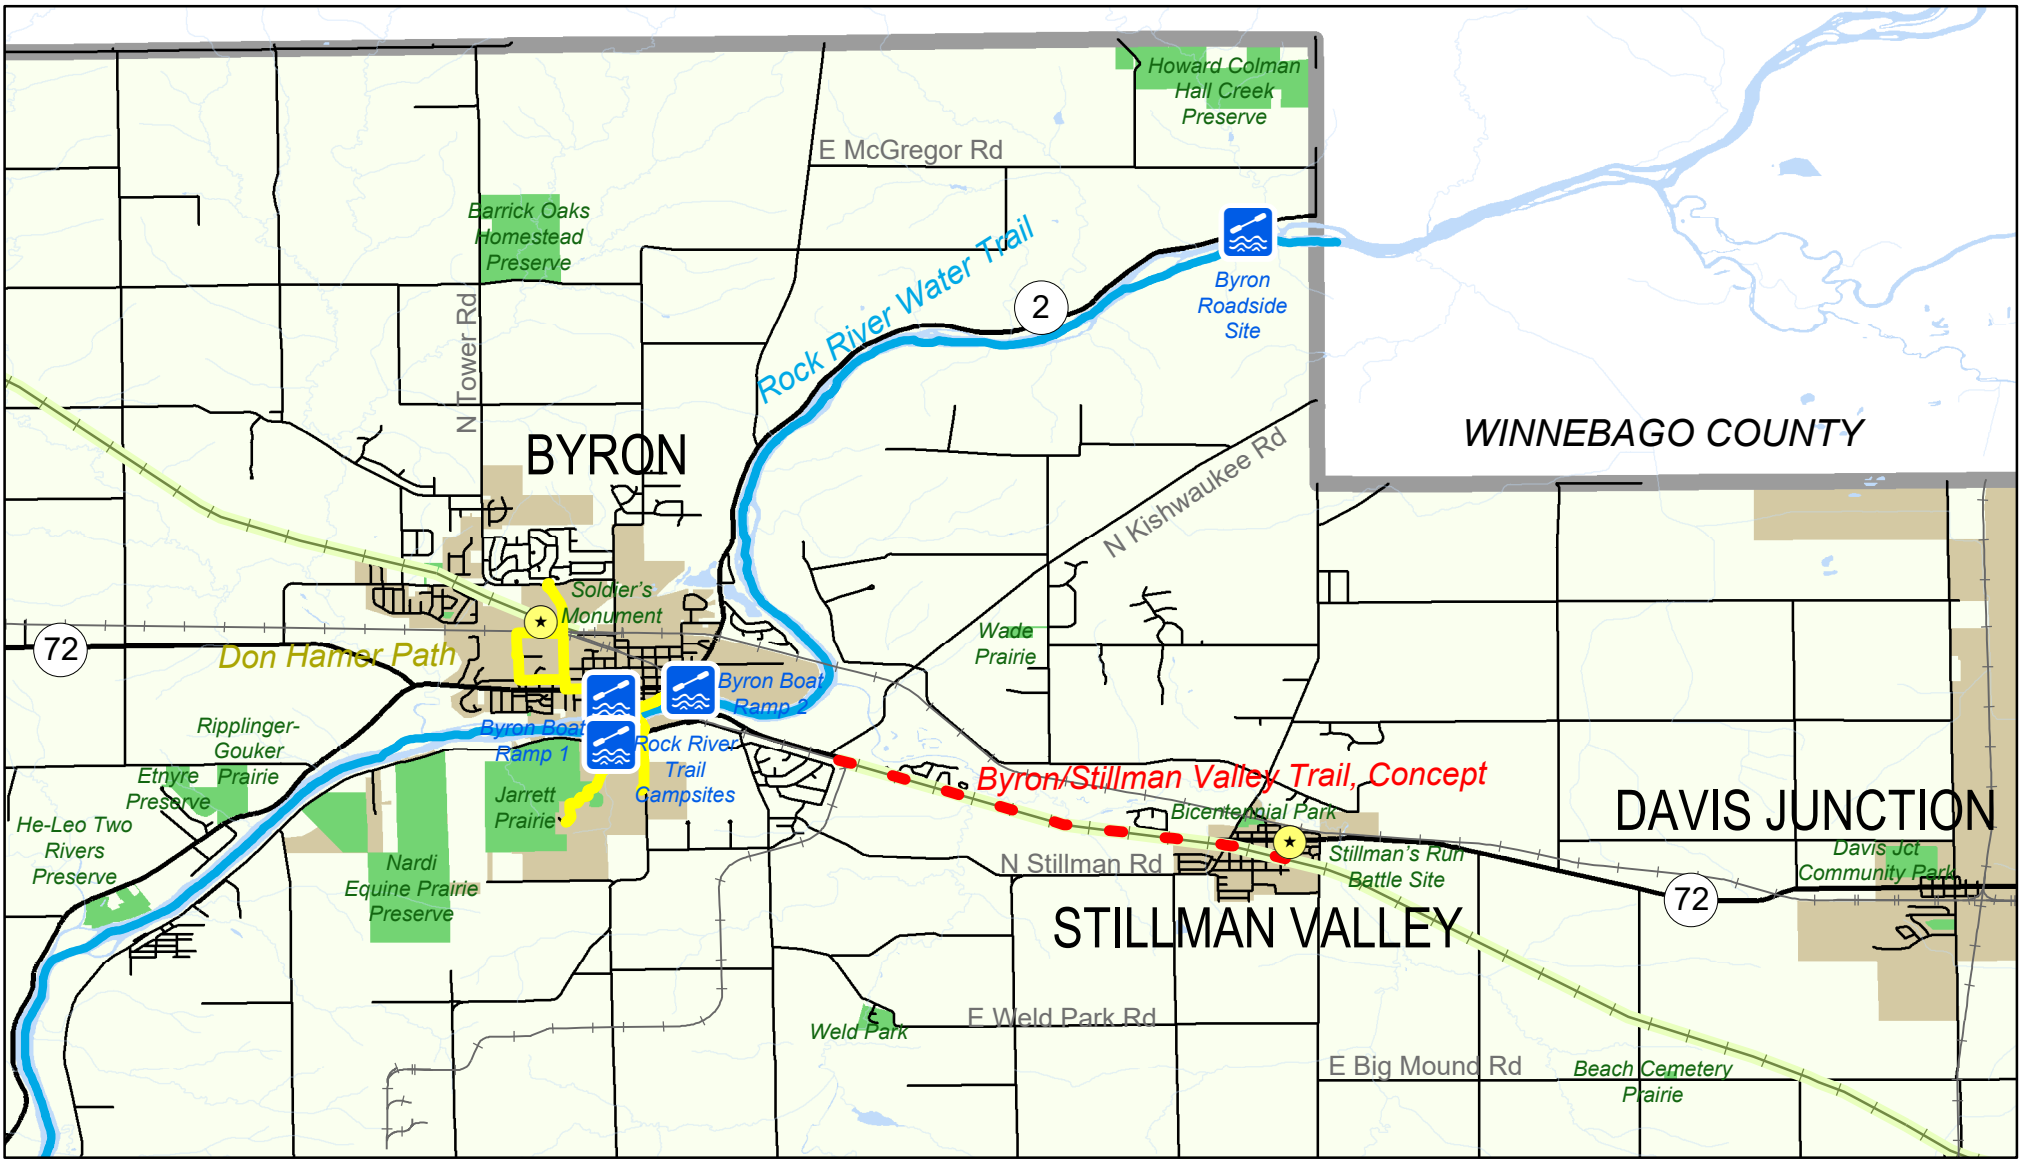 Howard Colman
Hall Creek
Preserve
E McGregor Rd
Barrick Oaks
Homestead
Preserve
Rock River Water Trail
Byron
Roadside
Site
2
N Tower Rd
WINNEBAGO COUNTY
BYRON
N Kishwaukee Rd
Soldier's
Monument
Wade
Prairie
72
Don Hamer Path
Byron Boat
Ramp 2
Ripplinger-
Gouker
Prairie
Byron Boat
Ramp 1
Rock River
Trail
Campsites
Etnyre
Preserve
Jarrett
Prairie
Byron/Stillman Valley Trail, Concept
Bicentennial Park
DAVIS JUNCTION
He-Leo Two
Rivers
Preserve
Nardi
Equine Prairie
Preserve
N Stillman Rd
Stillman's Run
Battle Site
Davis Jct
Community Park
72
STILLMAN VALLEY
Weld Park
E Weld Park Rd
E Big Mound Rd
Beach Cemetery
Prairie